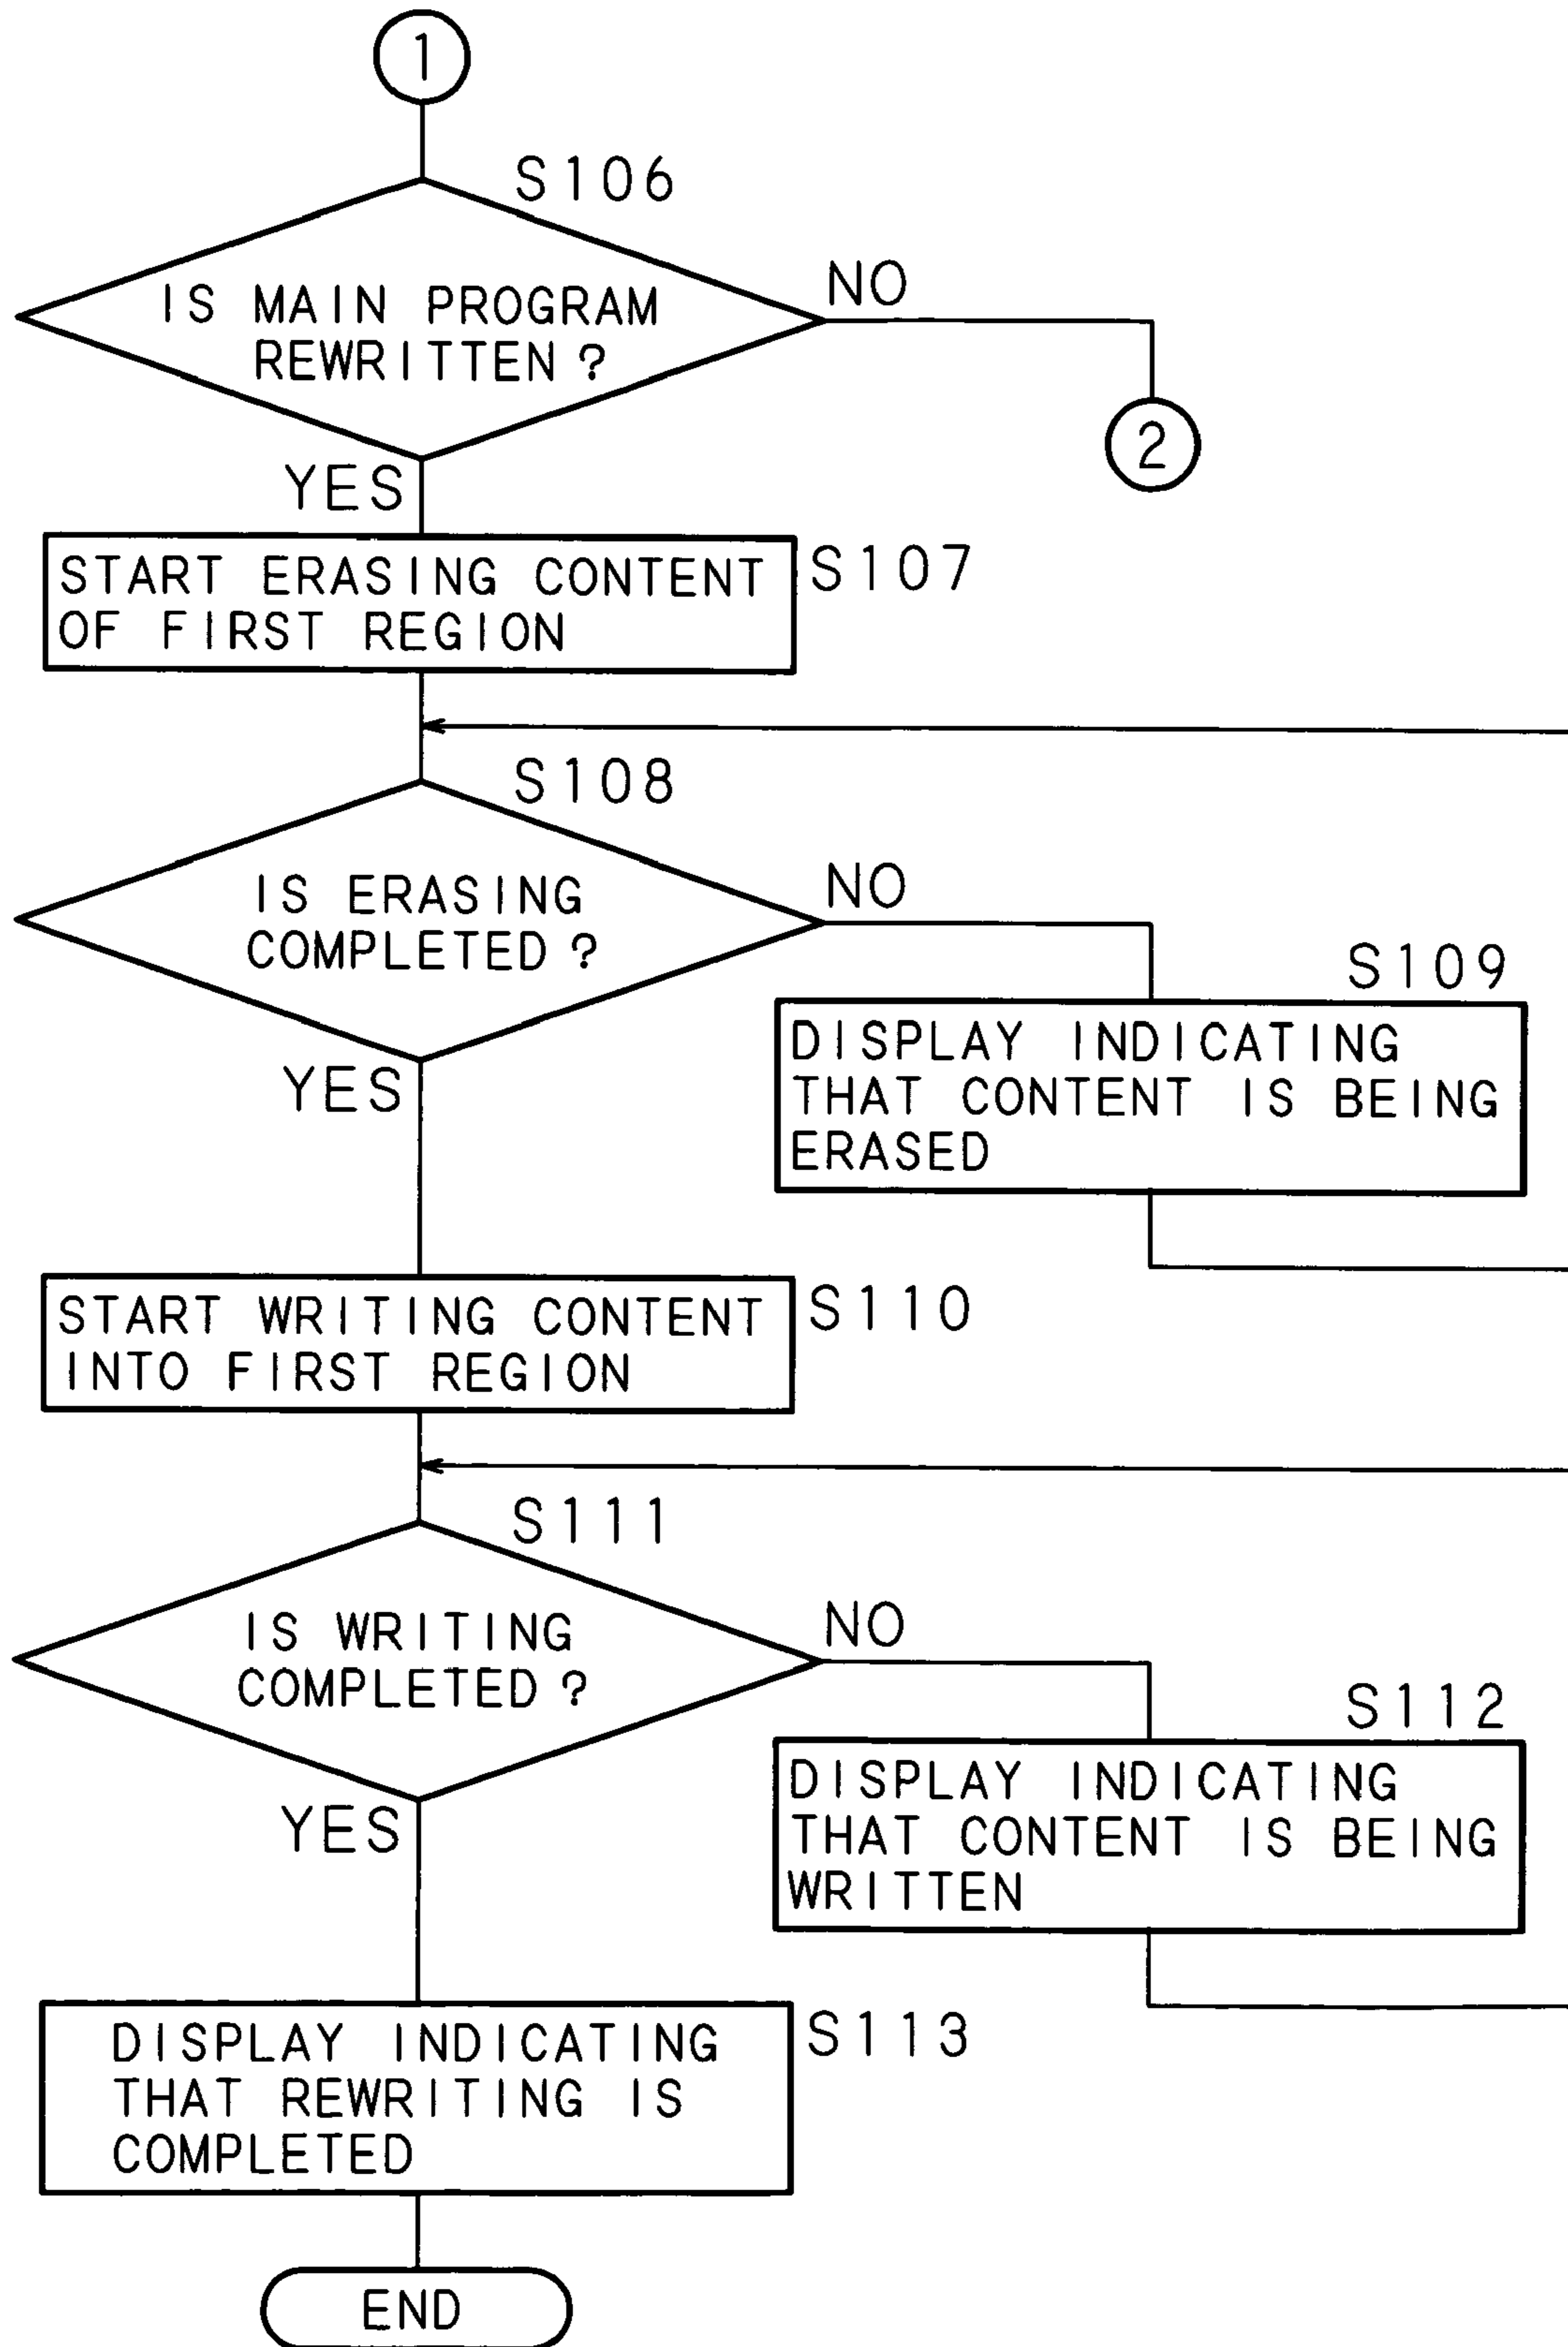 1
S106
IS MAIN PROGRAM
REWRITTEN?
NO
2
YES
START ERASING CONTENT
OF FIRST REGION
S107
S108
IS ERASING
COMPLETED?
NO
S109
DISPLAY INDICATING
THAT CONTENT IS BEING
ERASED
YES
START WRITING CONTENT
INTO FIRST REGION
S110
S111
IS WRITING
COMPLETED?
NO
S112
DISPLAY INDICATING
THAT CONTENT IS BEING
WRITTEN
YES
DISPLAY INDICATING
THAT REWRITING IS
COMPLETED
S113
END